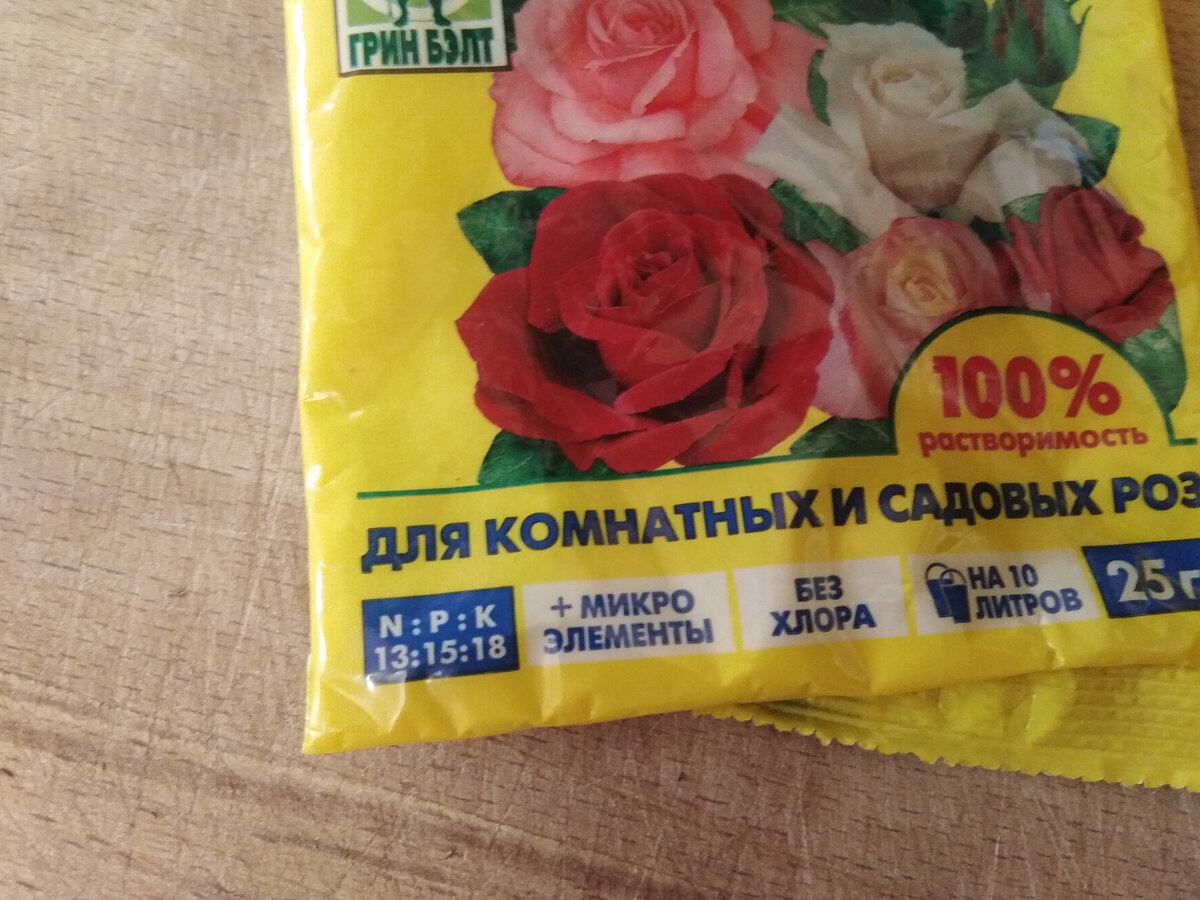 ГРИН БЭЛТ
100%
растворимость
ДЛЯ КОМНАТНЫХ И САДОВЫХ РОЗ
N : P : K
13:15:18
+ МИКРО
ЭЛЕМЕНТЫ
БЕЗ
ХЛОРА
НА 10
ЛИТРОВ
25 г